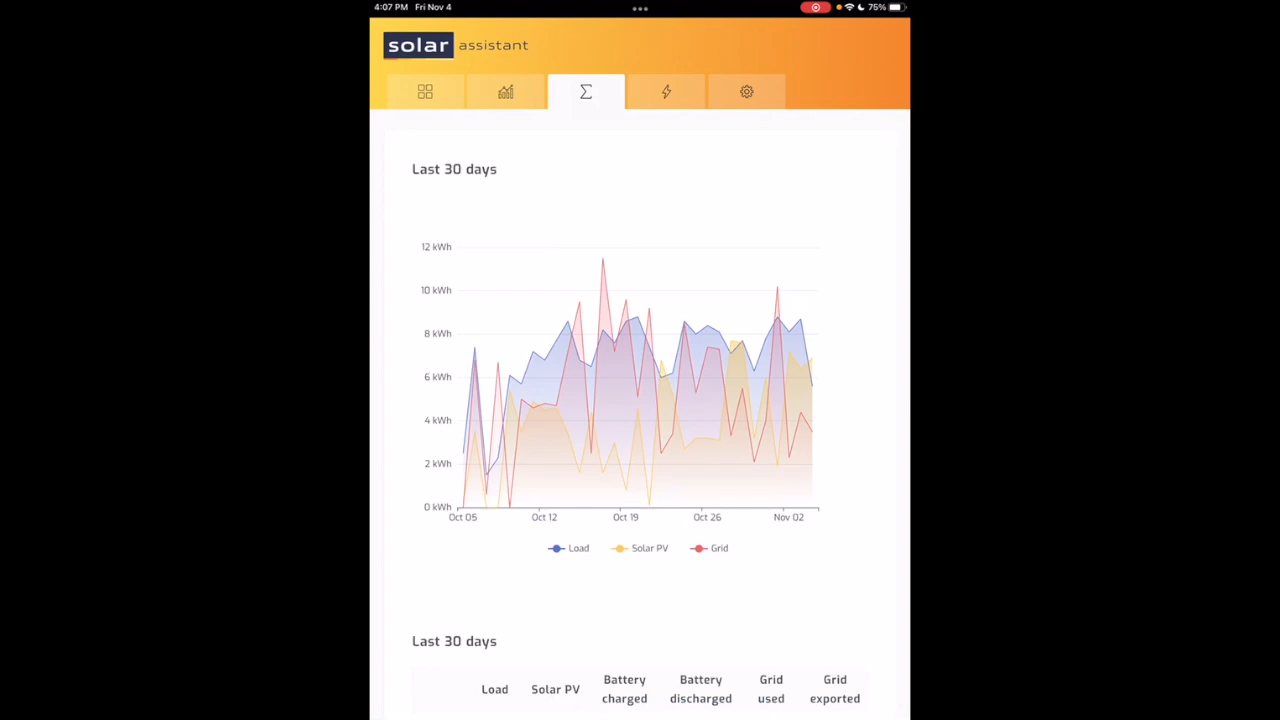 4:07 PM Fri Nov 4
75%
solar assistant
Last 30 days
12 kWh
10 kWh
8 kWh
6 kWh
4 kWh
2 kWh
0 kWh
Oct 05 Oct 12 Oct 19 Oct 26 Nov 02
Load Solar PV Grid
Last 30 days
Load Solar PV Battery charged Battery discharged Grid used Grid exported